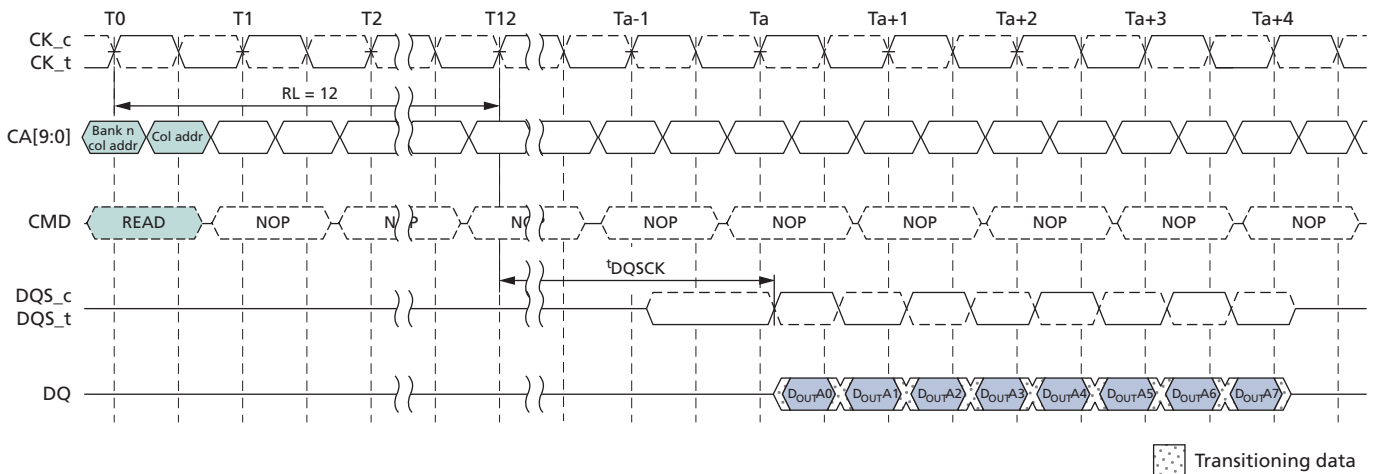 T0 T1 T2 T12 Ta-1 Ta Ta+1 Ta+2 Ta+3 Ta+4
CK_c
CK_t
RL = 12
CA[9:0]
Bank n
col addr
Col addr
CMD
READ NOP NOP NOP NOP NOP NOP NOP NOP NOP
tDQSCK
DQS_c
DQS_t
DQ
DOUTA0 DOUTA1 DOUTA2 DOUTA3 DOUTA4 DOUTA5 DOUTA6 DOUTA7
Transitioning data